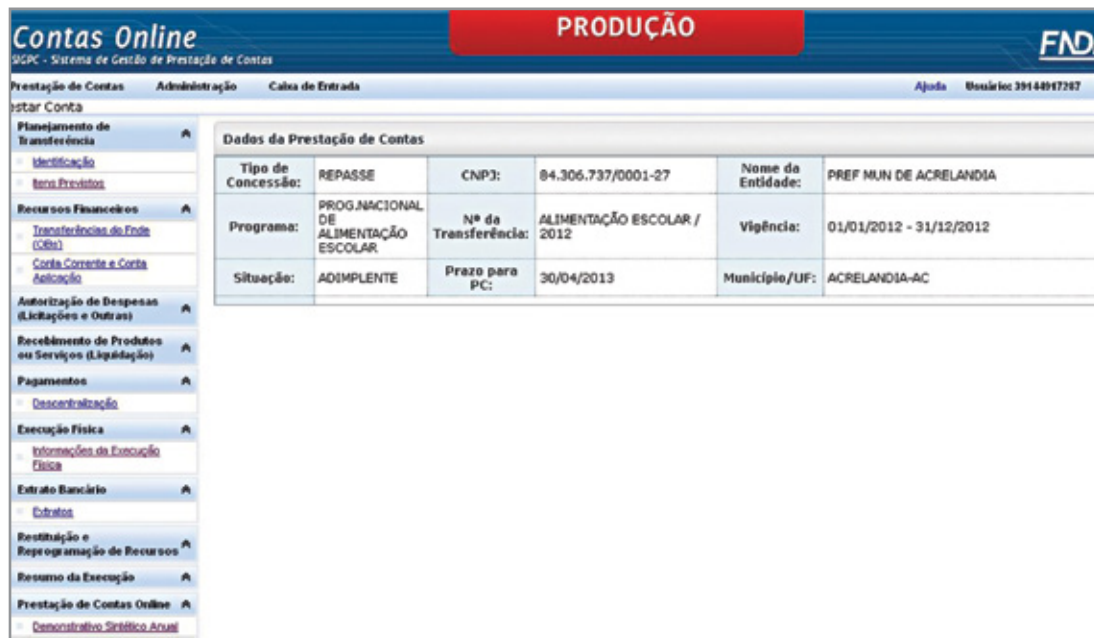 Contas Online
PRODUÇÃO
SIGPC - Sistema de Gestão de Prestação de Contas
Prestação de Contas Administração Caixa de Entrada Ajuda Usuário: 39144917287
estar Conta
Planejamento de
Transferência
Identificação
Itens Previstos
Recursos Financeiros
Transferências do Fnde
(OBs)
Conta Corrente e Conta
Aplicação
Autorização de Despesas
(Licitações e Outras)
Recebimento de Produtos
ou Serviços (Liquidação)
Pagamentos
Descentralização
Execução Física
Informações da Execução
Física
Extrato Bancário
Extratos
Restituição e
Reprogramação de Recursos
Resumo da Execução
Prestação de Contas Online
Demonstrativo Sintético Anual
Dados da Prestação de Contas
Tipo de
Concessão:
REPASSE
CNPJ:
84.306.737/0001-27
Nome da
Entidade:
PREF MUN DE ACRELANDIA
Programa:
PROG.NACIONAL
DE
ALIMENTAÇÃO
ESCOLAR
Nº da
Transferência:
ALIMENTAÇÃO ESCOLAR /
2012
Vigência:
01/01/2012 - 31/12/2012
Situação:
ADIMPLENTE
Prazo para
PC:
30/04/2013
Município/UF:
ACRELANDIA-AC